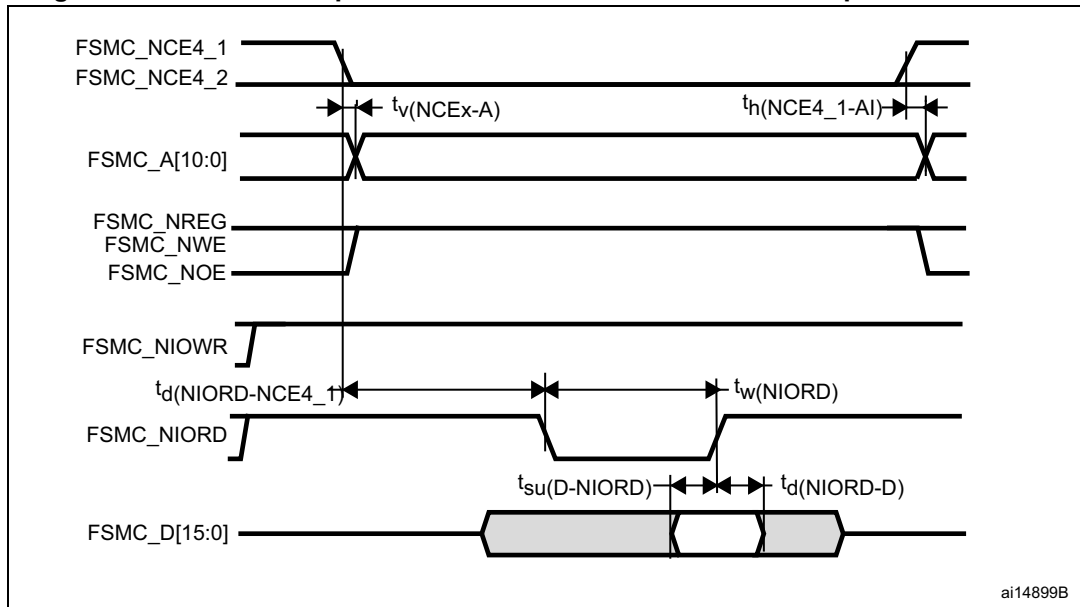 FSMC_NCE4_1
FSMC_NCE4_2
tv(NCEx-A)
th(NCE4_1-AI)
FSMC_A[10:0]
FSMC_NREG
FSMC_NWE
FSMC_NOE
FSMC_NIOWR
td(NIORD-NCE4_1)
tw(NIORD)
FSMC_NIORD
tsu(D-NIORD)
td(NIORD-D)
FSMC_D[15:0]
ai14899B